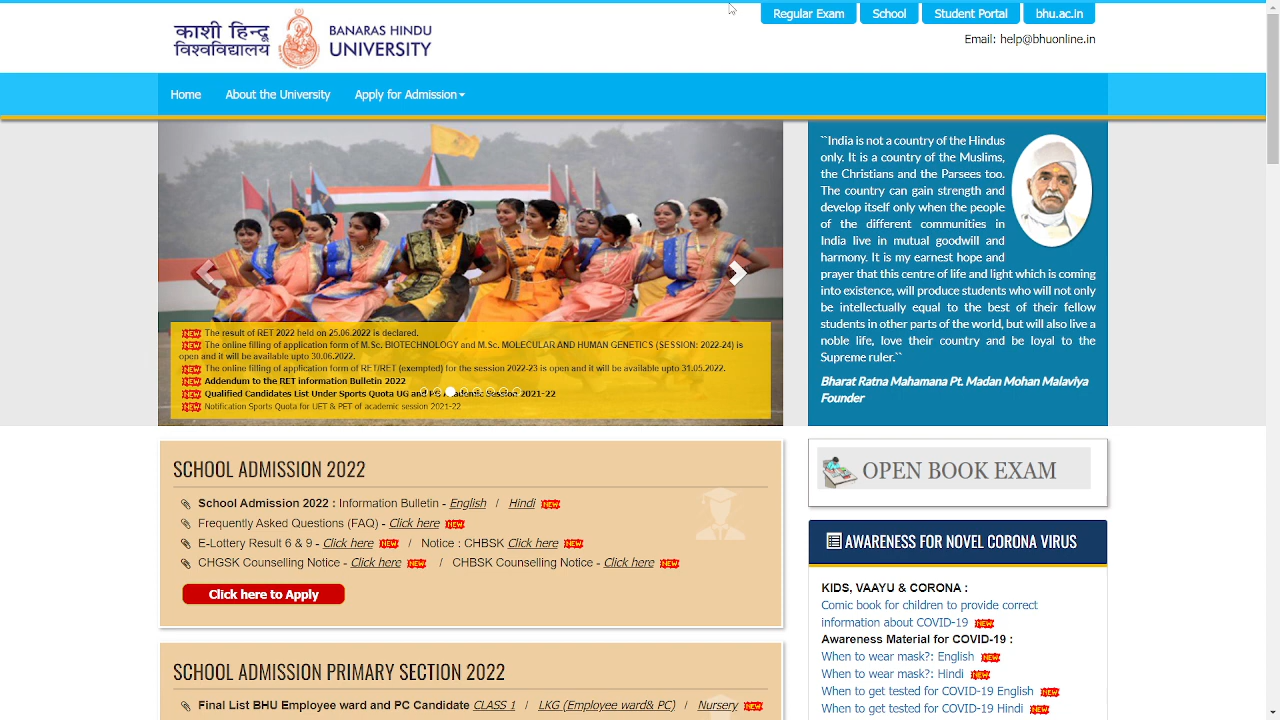 Regular Exam
School
Student Portal
bhu.ac.in
काशी हिन्दू
विश्वविद्यालय
BANARAS HINDU
UNIVERSITY
Email: help@bhuonline.in
Home
About the University
Apply for Admission
NEW The result of RET 2022 held on 25.06.2022 is declared.
NEW The online filling of application form of M.Sc. BIOTECHNOLOGY and M.Sc. MOLECULAR AND HUMAN GENETICS (SESSION: 2022-24) is
open and it will be available upto 30.06.2022.
NEW The online filling of application form of RET/RET (exempted) for the session 2022-23 is open and it will be available upto 31.05.2022.
NEW Addendum to the RET information Bulletin 2022
NEW Qualified Candidates List Under Sports Quota UG and PG Academic Session 2021-22
NEW Notification Sports Quota for UET & PET of academic session 2021-22
``India is not a country of the Hindus
only. It is a country of the Muslims,
the Christians and the Parsees too.
The country can gain strength and
develop itself only when the people
of the different communities in
India live in mutual goodwill and
harmony. It is my earnest hope and
prayer that this centre of life and light which is coming
into existence, will produce students who will not only
be intellectually equal to the best of their fellow
students in other parts of the world, but will also live a
noble life, love their country and be loyal to the
Supreme ruler.``
Bharat Ratna Mahamana Pt. Madan Mohan Malaviya
Founder
SCHOOL ADMISSION 2022
School Admission 2022 : Information Bulletin - English / Hindi NEW
Frequently Asked Questions (FAQ) - Click here NEW
E-Lottery Result 6 & 9 - Click here NEW / Notice : CHBSK Click here NEW
CHGSK Counselling Notice - Click here NEW / CHBSK Counselling Notice - Click here NEW
Click here to Apply
SCHOOL ADMISSION PRIMARY SECTION 2022
Final List BHU Employee ward and PC Candidate CLASS 1 / LKG (Employee ward& PC) / Nursery NEW
OPEN BOOK EXAM
AWARENESS FOR NOVEL CORONA VIRUS
KIDS, VAAYU & CORONA :
Comic book for children to provide correct
information about COVID-19 NEW
Awareness Material for COVID-19 :
When to wear mask?: English NEW
When to wear mask?: Hindi NEW
When to get tested for COVID-19 English NEW
When to get tested for COVID-19 Hindi NEW